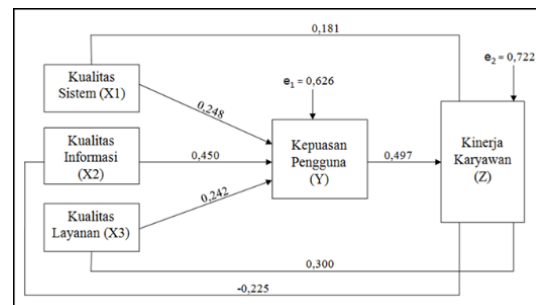 0,181
e₂ = 0,722
Kualitas
Sistem (X1)
e₁ = 0,626
0,248
Kualitas
Informasi
(X2)
0,450
Kepuasan
Pengguna
(Y)
0,497
Kinerja
Karyawan
(Z)
0,242
Kualitas
Layanan (X3)
0,300
-0,225